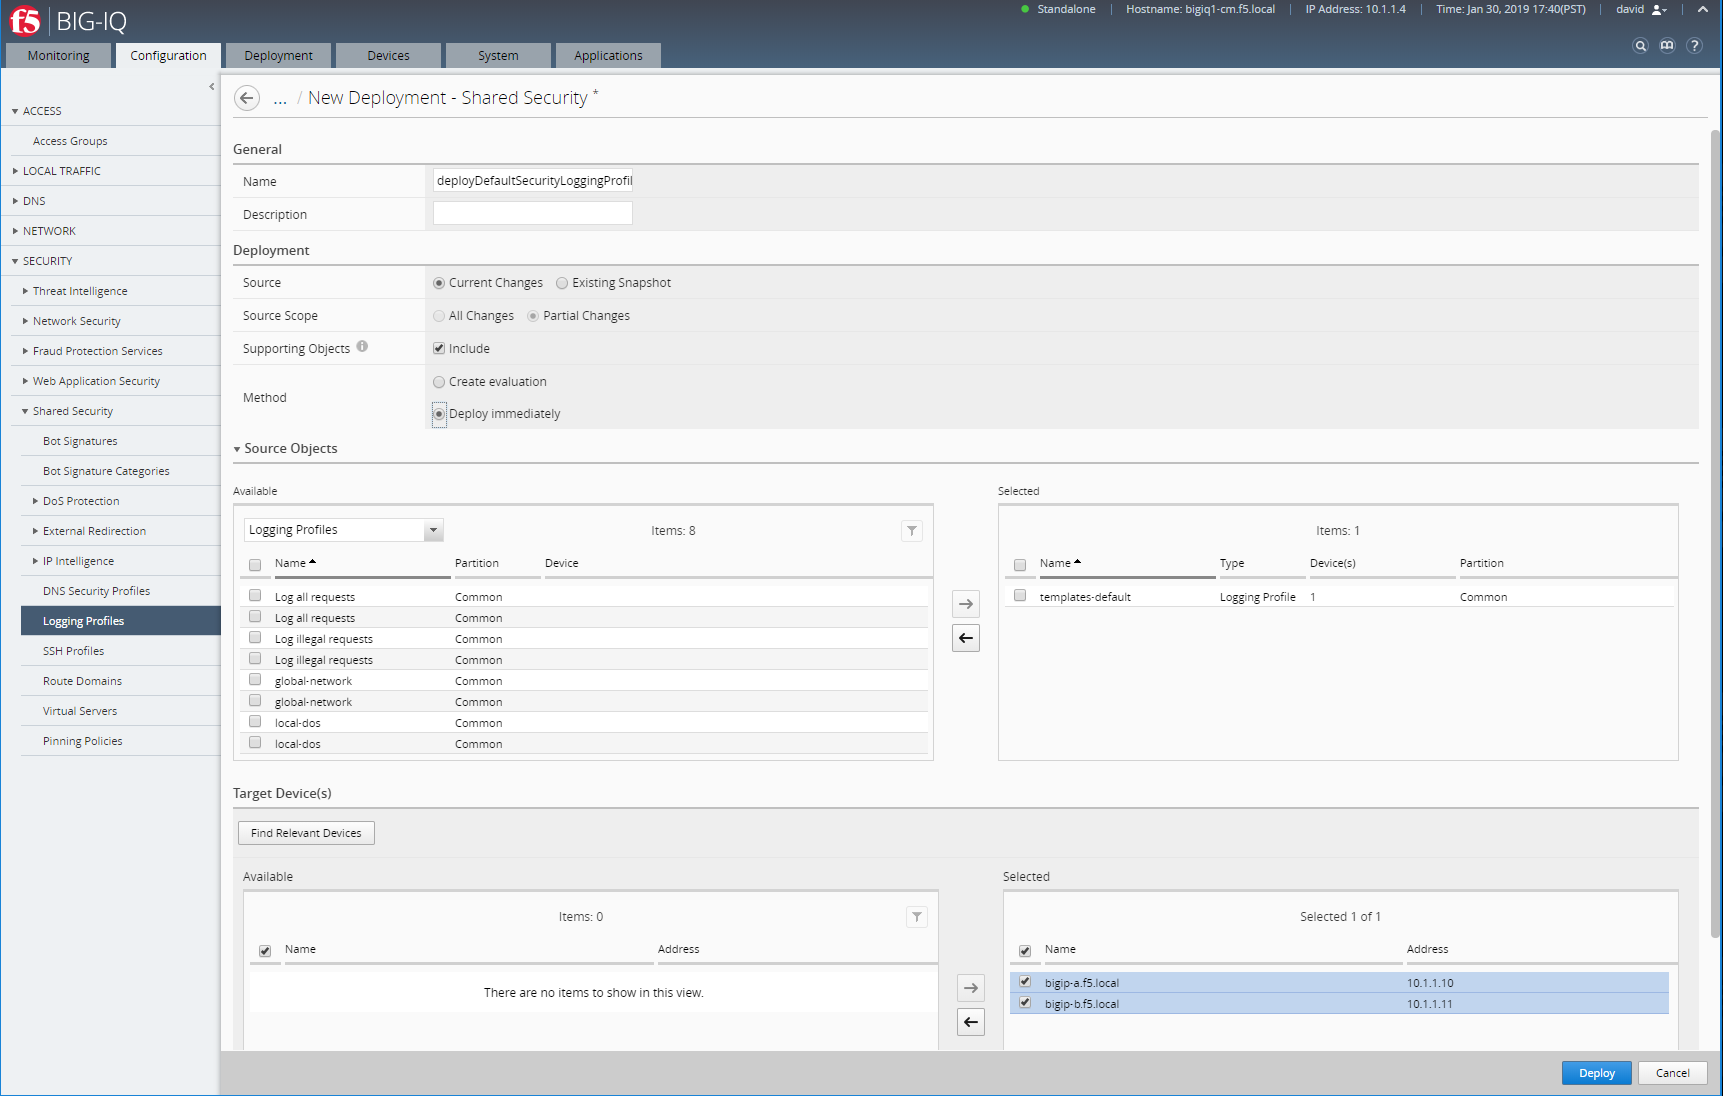 f5 BIG-IQ
Standalone | Hostname: bigiq1-cm.f5.local | IP Address: 10.1.1.4 | Time: Jan 30, 2019 17:40(PST) | david
Monitoring Configuration Deployment Devices System Applications
ACCESS
Access Groups
LOCAL TRAFFIC
DNS
NETWORK
SECURITY
Threat Intelligence
Network Security
Fraud Protection Services
Web Application Security
Shared Security
Bot Signatures
Bot Signature Categories
DoS Protection
External Redirection
IP Intelligence
DNS Security Profiles
Logging Profiles
SSH Profiles
Route Domains
Virtual Servers
Pinning Policies
... / New Deployment - Shared Security *
General
Name deployDefaultSecurityLoggingProfil
Description
Deployment
Source Current Changes Existing Snapshot
Source Scope All Changes Partial Changes
Supporting Objects Include
Method
Create evaluation
Deploy immediately
Source Objects
Available
Logging Profiles Items: 8
Name Partition Device
Log all requests Common
Log all requests Common
Log illegal requests Common
Log illegal requests Common
global-network Common
global-network Common
local-dos Common
local-dos Common
Selected
Items: 1
Name Type Device(s) Partition
templates-default Logging Profile 1 Common
Target Device(s)
Find Relevant Devices
Available
Items: 0
Name Address
There are no items to show in this view.
Selected
Selected 1 of 1
Name Address
bigip-a.f5.local 10.1.1.10
bigip-b.f5.local 10.1.1.11
Deploy Cancel